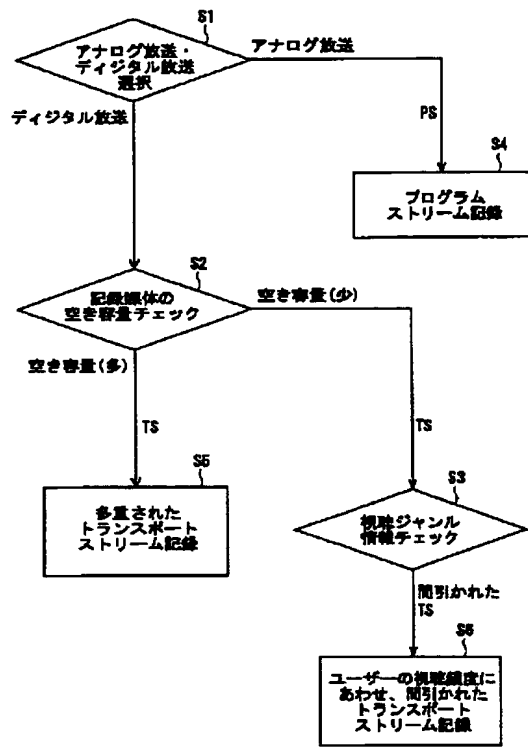 S1
アナログ放送・
ディジタル放送
選択
アナログ放送
ディジタル放送
PS
S4
プログラム
ストリーム記録
S2
記録媒体の
空き容量チェック
空き容量(少)
空き容量(多)
TS
TS
S5
多重された
トランスポート
ストリーム記録
S3
視聴ジャンル
情報チェック
間引かれた
TS
S6
ユーザーの視聴頻度に
あわせ、間引かれた
トランスポート
ストリーム記録